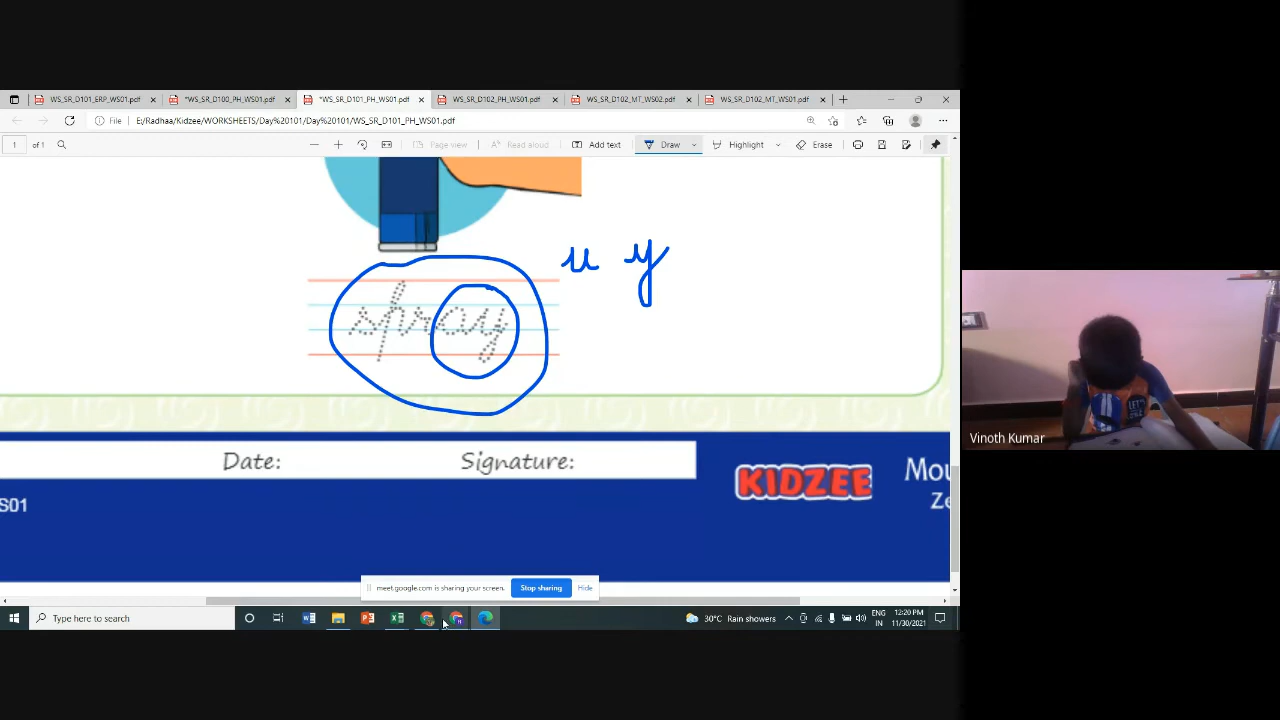 WS_SR_D101_ERP_WS01.pdf
*WS_SR_D100_PH_WS01.pdf
*WS_SR_D101_PH_WS01.pdf
WS_SR_D102_PH_WS01.pdf
WS_SR_D102_MT_WS02.pdf
WS_SR_D102_MT_WS01.pdf
File E:/Radhaa/Kidzee/WORKSHEETS/Day%20101/Day%20101/WS_SR_D101_PH_WS01.pdf
1 of 1 Page view Read aloud Add text Draw Highlight Erase
u y
spray
Vinoth Kumar
Date: Signature:
KIDZEE Mou
Ze
S01
meet.google.com is sharing your screen. Stop sharing Hide
Type here to search
30°C Rain showers
ENG
IN
12:20 PM
11/30/2021